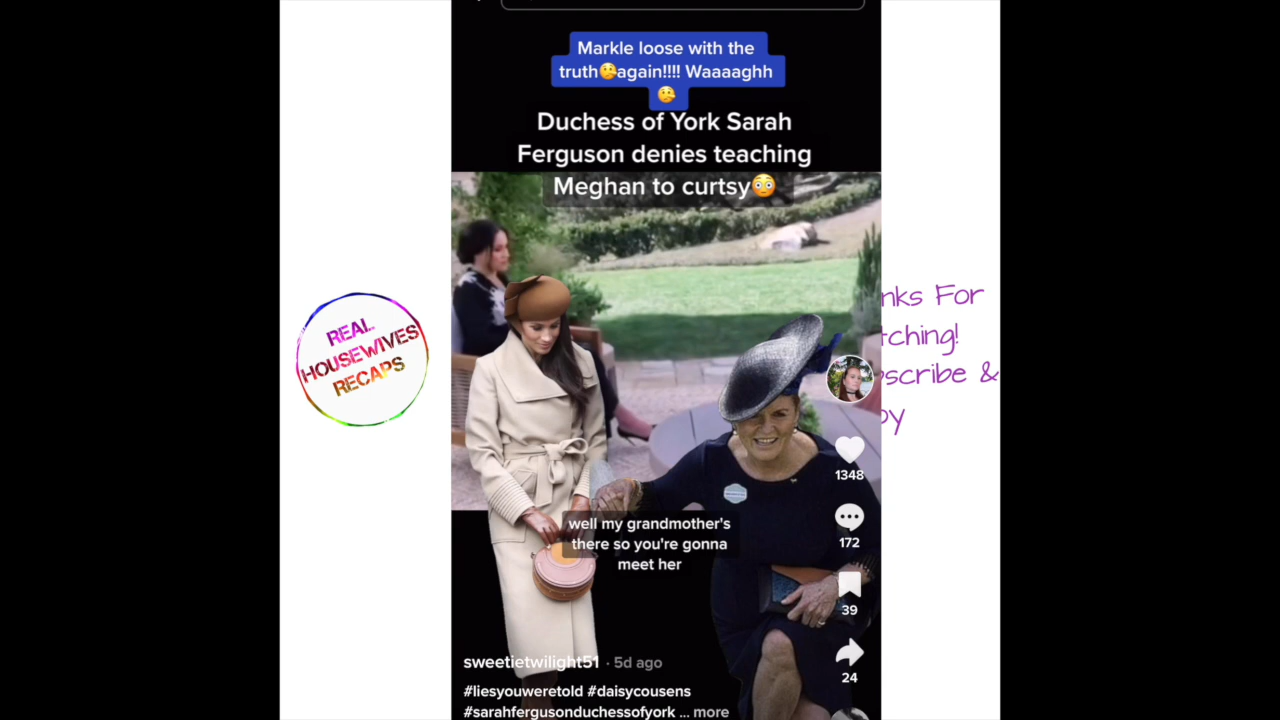 Markle loose with the
truth🤥again!!!! Waaaaghh
🤥
Duchess of York Sarah
Ferguson denies teaching
Meghan to curtsy😳
REAL
HOUSEWIVES
RECAPS
nks For
tching!
scribe &
oy
1348
well my grandmother's
there so you're gonna
meet her
172
39
sweetietwilight51 · 5d ago
24
#liesyouweretold #daisycousens
#sarahfergusonduchessofyork ... more